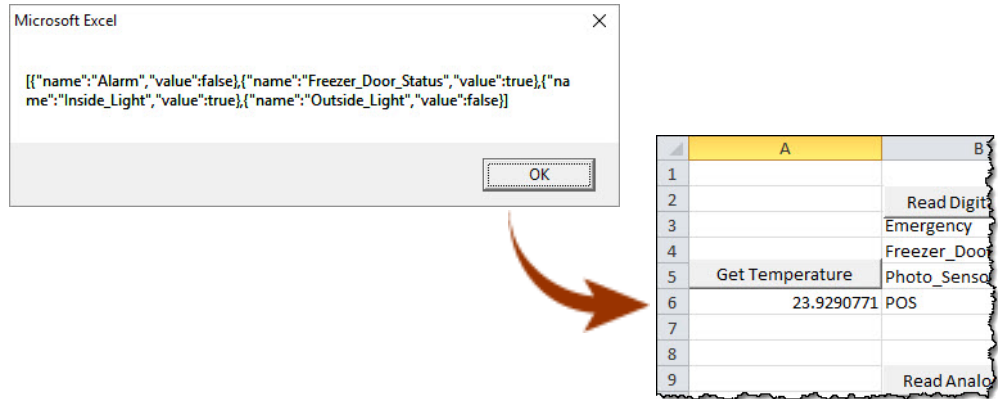 Microsoft Excel
[{"name":"Alarm","value":false},{"name":"Freezer_Door_Status","value":true},{"na
me":"Inside_Light","value":true},{"name":"Outside_Light","value":false}]
OK
A B
1
2 Read Digit
3 Emergency
4 Freezer_Doo
5 Get Temperature Photo_Senso
6 23.9290771 POS
7
8
9 Read Analo